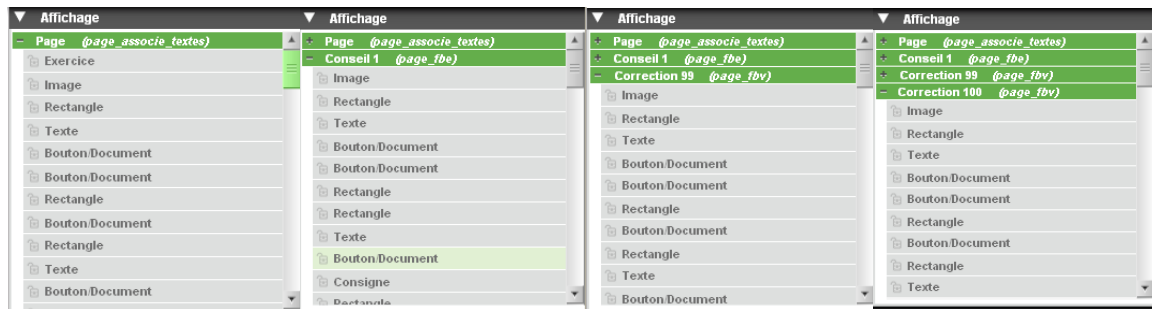 Affichage
Page (page_associe_textes)
Exercice
Image
Rectangle
Texte
Bouton/Document
Bouton/Document
Rectangle
Bouton/Document
Rectangle
Texte
Bouton/Document
Affichage
Page (page_associe_textes)
Conseil 1 (page_fbe)
Image
Rectangle
Texte
Bouton/Document
Bouton/Document
Rectangle
Rectangle
Texte
Bouton/Document
Consigne
Rectangle
Affichage
Page (page_associe_textes)
Conseil 1 (page_fbe)
Correction 99 (page_fbv)
Image
Rectangle
Texte
Bouton/Document
Bouton/Document
Rectangle
Bouton/Document
Rectangle
Texte
Bouton/Document
Affichage
Page (page_associe_textes)
Conseil 1 (page_fbe)
Correction 99 (page_fbv)
Correction 100 (page_fbv)
Image
Rectangle
Texte
Bouton/Document
Bouton/Document
Rectangle
Bouton/Document
Rectangle
Texte